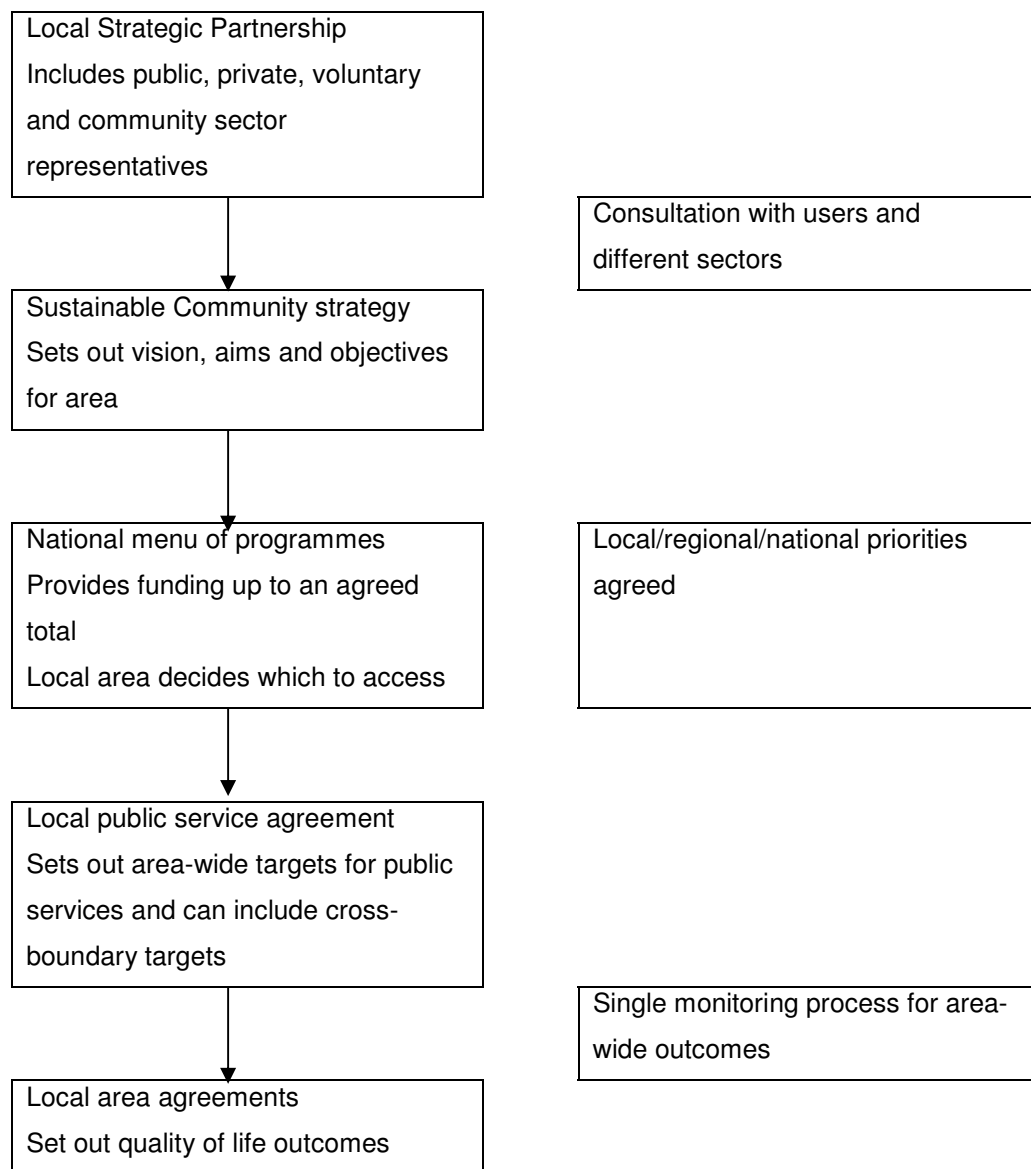 Local Strategic Partnership
Includes public, private, voluntary
and community sector
representatives
Consultation with users and
different sectors
Sustainable Community strategy
Sets out vision, aims and objectives
for area
National menu of programmes
Provides funding up to an agreed
total
Local area decides which to access
Local/regional/national priorities
agreed
Local public service agreement
Sets out area-wide targets for public
services and can include cross-
boundary targets
Single monitoring process for area-
wide outcomes
Local area agreements
Set out quality of life outcomes